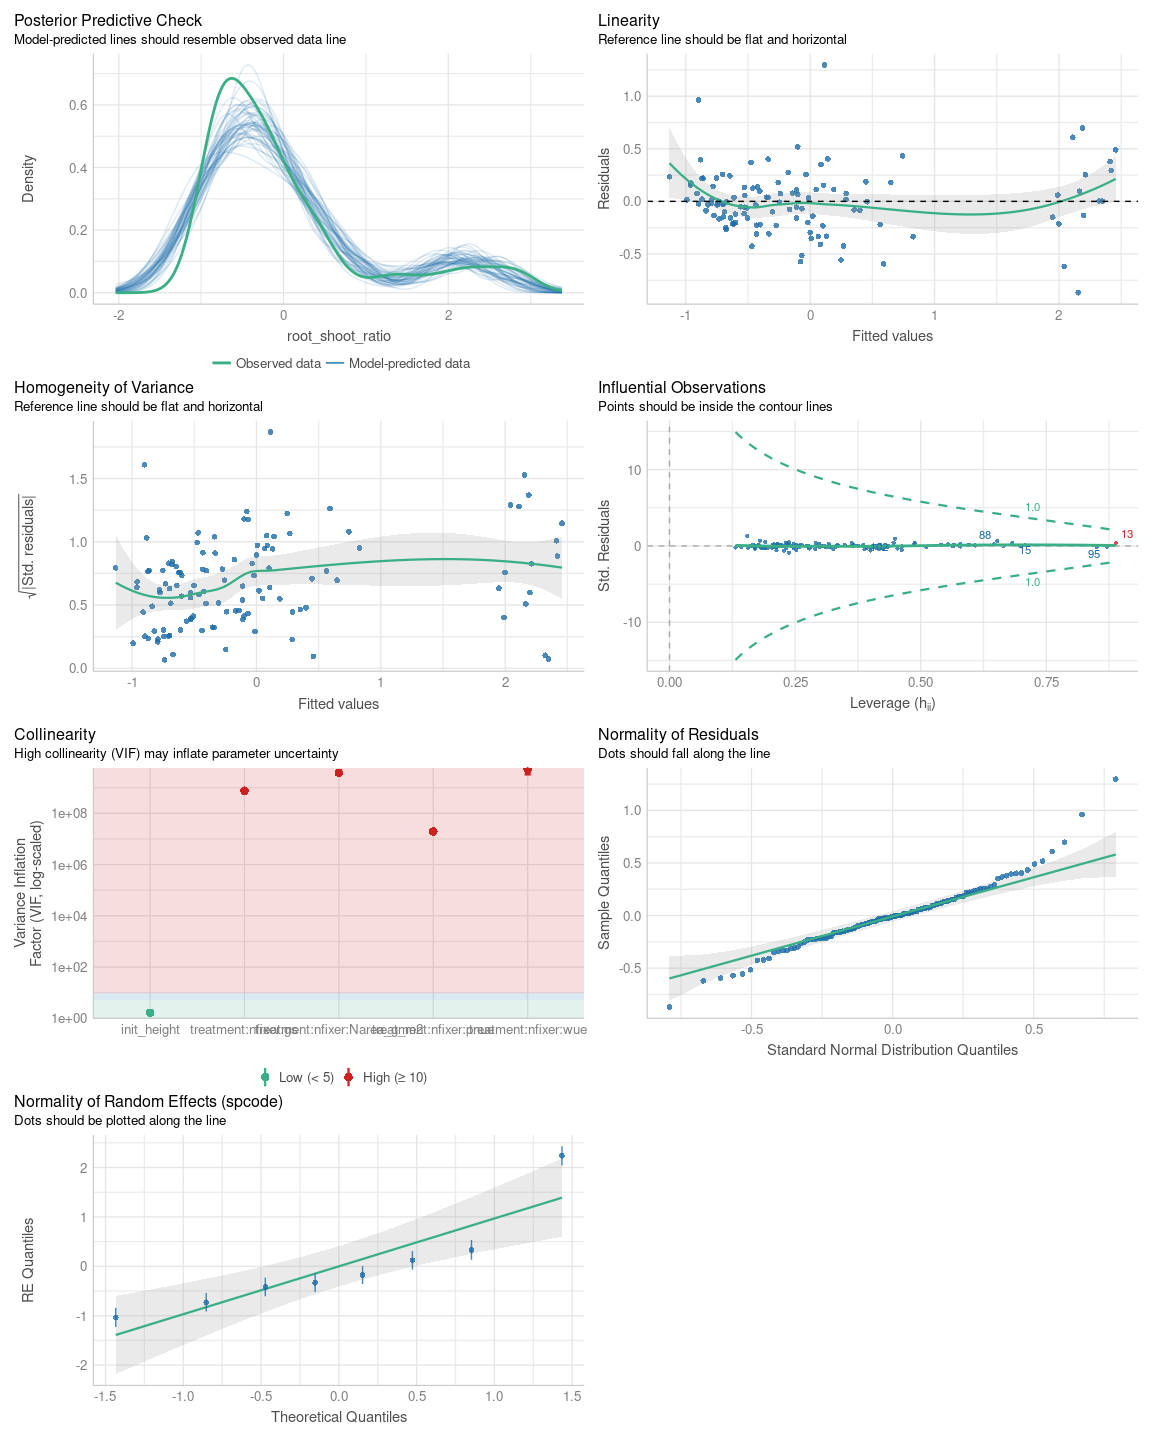 Posterior Predictive Check
Model-predicted lines should resemble observed data line
Density
0.6
0.4
0.2
0.0
-2
0
2
root_shoot_ratio
Observed data
Model-predicted data
Linearity
Reference line should be flat and horizontal
Residuals
1.0
0.5
0.0
-0.5
-1
0
1
2
Fitted values
Homogeneity of Variance
Reference line should be flat and horizontal
√|Std. residuals|
1.5
1.0
0.5
0.0
-1
0
1
2
Fitted values
Influential Observations
Points should be inside the contour lines
Std. Residuals
10
0
-10
1.0
1.0
88
15
95
13
0.00
0.25
0.50
0.75
Leverage (hii)
Collinearity
High collinearity (VIF) may inflate parameter uncertainty
Variance Inflation
Factor (VIF, log-scaled)
1e+08
1e+06
1e+04
1e+02
1e+00
init_height
treatment:nfixer:Narea_g_m2
treatment:nfixer:wue
Low (< 5)
High (≥ 10)
Normality of Residuals
Dots should fall along the line
Sample Quantiles
1.0
0.5
0.0
-0.5
-0.5
0.0
0.5
Standard Normal Distribution Quantiles
Normality of Random Effects (spcode)
Dots should be plotted along the line
RE Quantiles
2
1
0
-1
-2
-1.5
-1.0
-0.5
0.0
0.5
1.0
1.5
Theoretical Quantiles